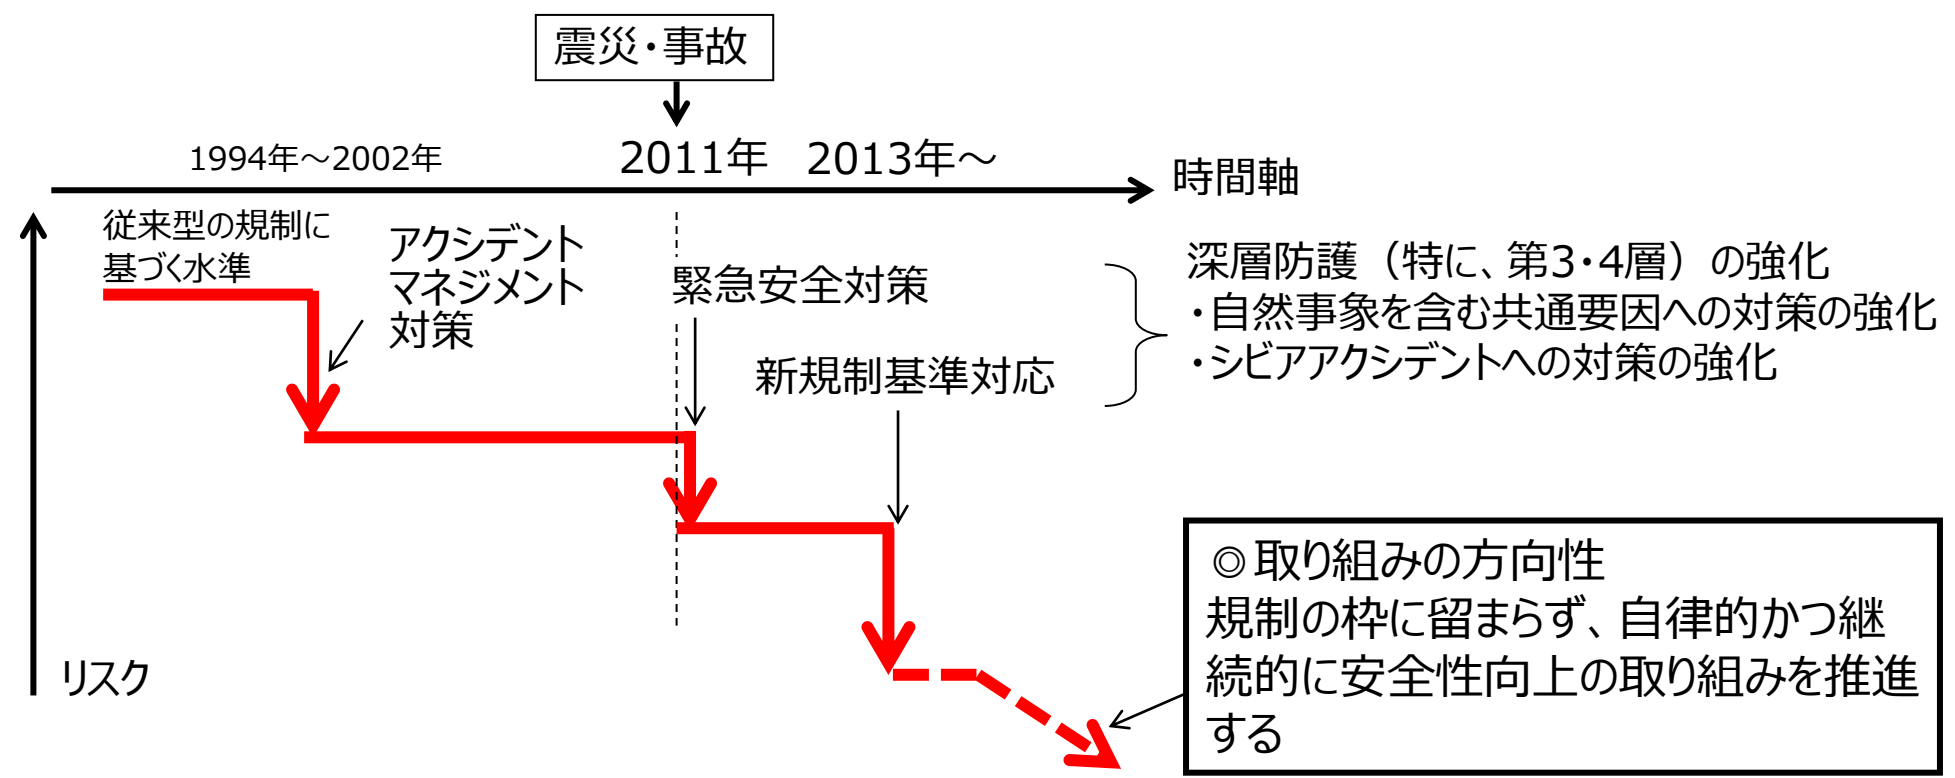 震災・事故
1994年～2002年
2011年
2013年～
時間軸
従来型の規制に
基づく水準
アクシデント
マネジメント
対策
緊急安全対策
新規制基準対応
深層防護（特に、第3・4層）の強化
・自然事象を含む共通要因への対策の強化
・シビアアクシデントへの対策の強化
リスク
◎取り組みの方向性
規制の枠に留まらず、自律的かつ継
続的に安全性向上の取り組みを推進
する